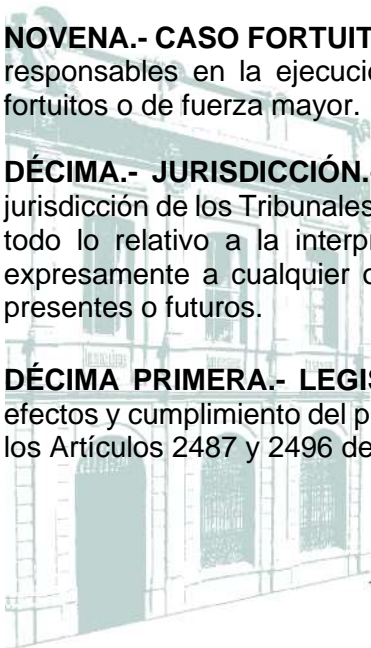 NOVENA.- CASO FORTUIT
responsables en la ejecució
fortuitos o de fuerza mayor.
DÉCIMA.- JURISDICCIÓN.-
jurisdicción de los Tribunales
todo lo relativo a la interpr
expresamente a cualquier o
presentes o futuros.
DÉCIMA PRIMERA.- LEGIS
efectos y cumplimiento del p
los Artículos 2487 y 2496 de